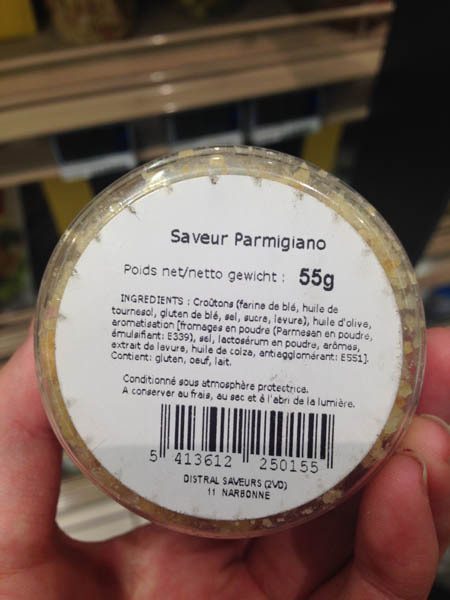 Saveur Parmigiano
Poids net/netto gewicht : 55g
INGREDIENTS : Croûtons (farine de blé, huile de
tournesol, gluten de blé, sel, sucre, levure), huile d'olive,
aromatisation [fromages en poudre (Parmesan en poudre,
émulsifiant: E339), sel, lactosérum en poudre, arômes,
extrait de levure, huile de colza, antiagglomérant: E551].
Contient: gluten, oeuf, lait.
Conditionné sous atmosphère protectrice.
A conserver au frais, au sec et à l'abri de la lumière.
5 413612 250155
DISTRAL SAVEURS (2VD)
11 NARBONNE